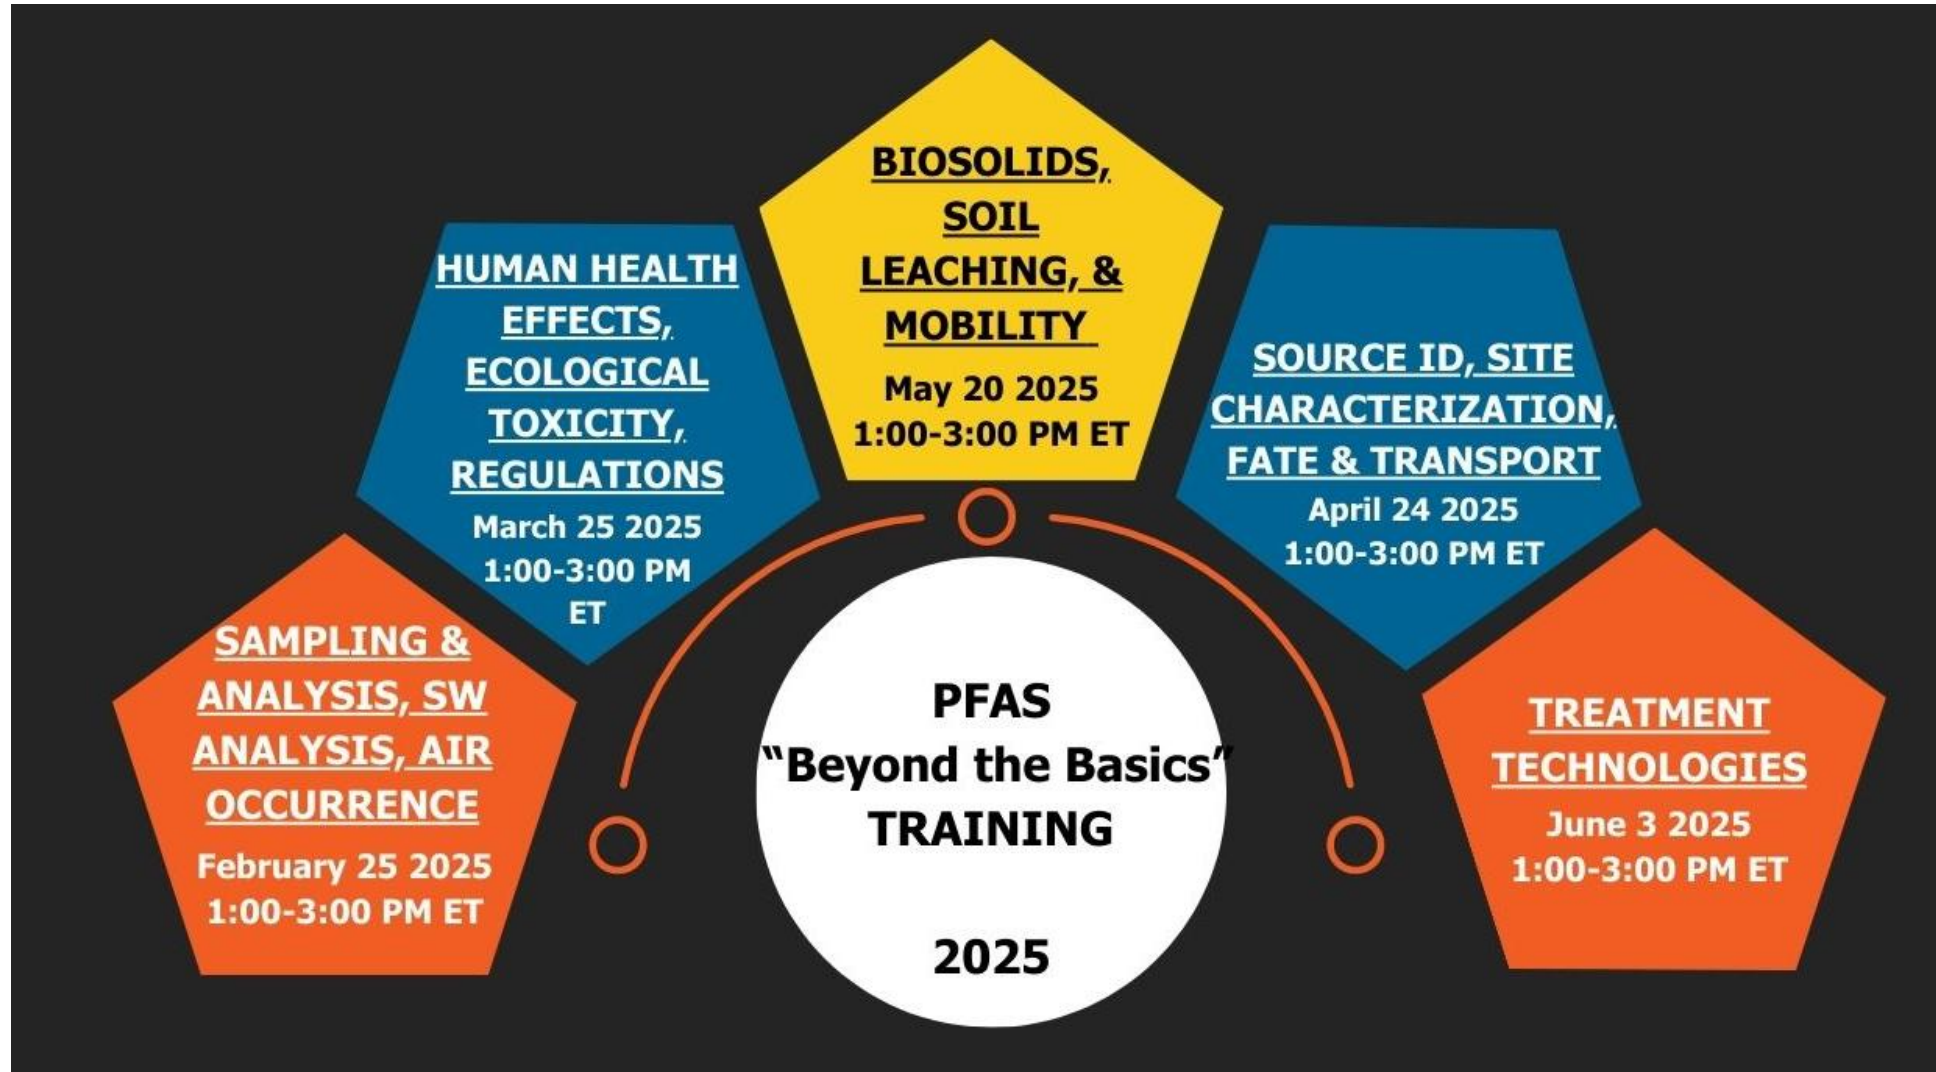 BIOSOLIDS,
SOIL
LEACHING, &
MOBILITY
May 20 2025
1:00-3:00 PM ET
HUMAN HEALTH
EFFECTS,
ECOLOGICAL
TOXICITY,
REGULATIONS
March 25 2025
1:00-3:00 PM
ET
SOURCE ID, SITE
CHARACTERIZATION,
FATE & TRANSPORT
April 24 2025
1:00-3:00 PM ET
SAMPLING &
ANALYSIS, SW
ANALYSIS, AIR
OCCURRENCE
February 25 2025
1:00-3:00 PM ET
PFAS
“Beyond the Basics”
TRAINING
2025
TREATMENT
TECHNOLOGIES
June 3 2025
1:00-3:00 PM ET